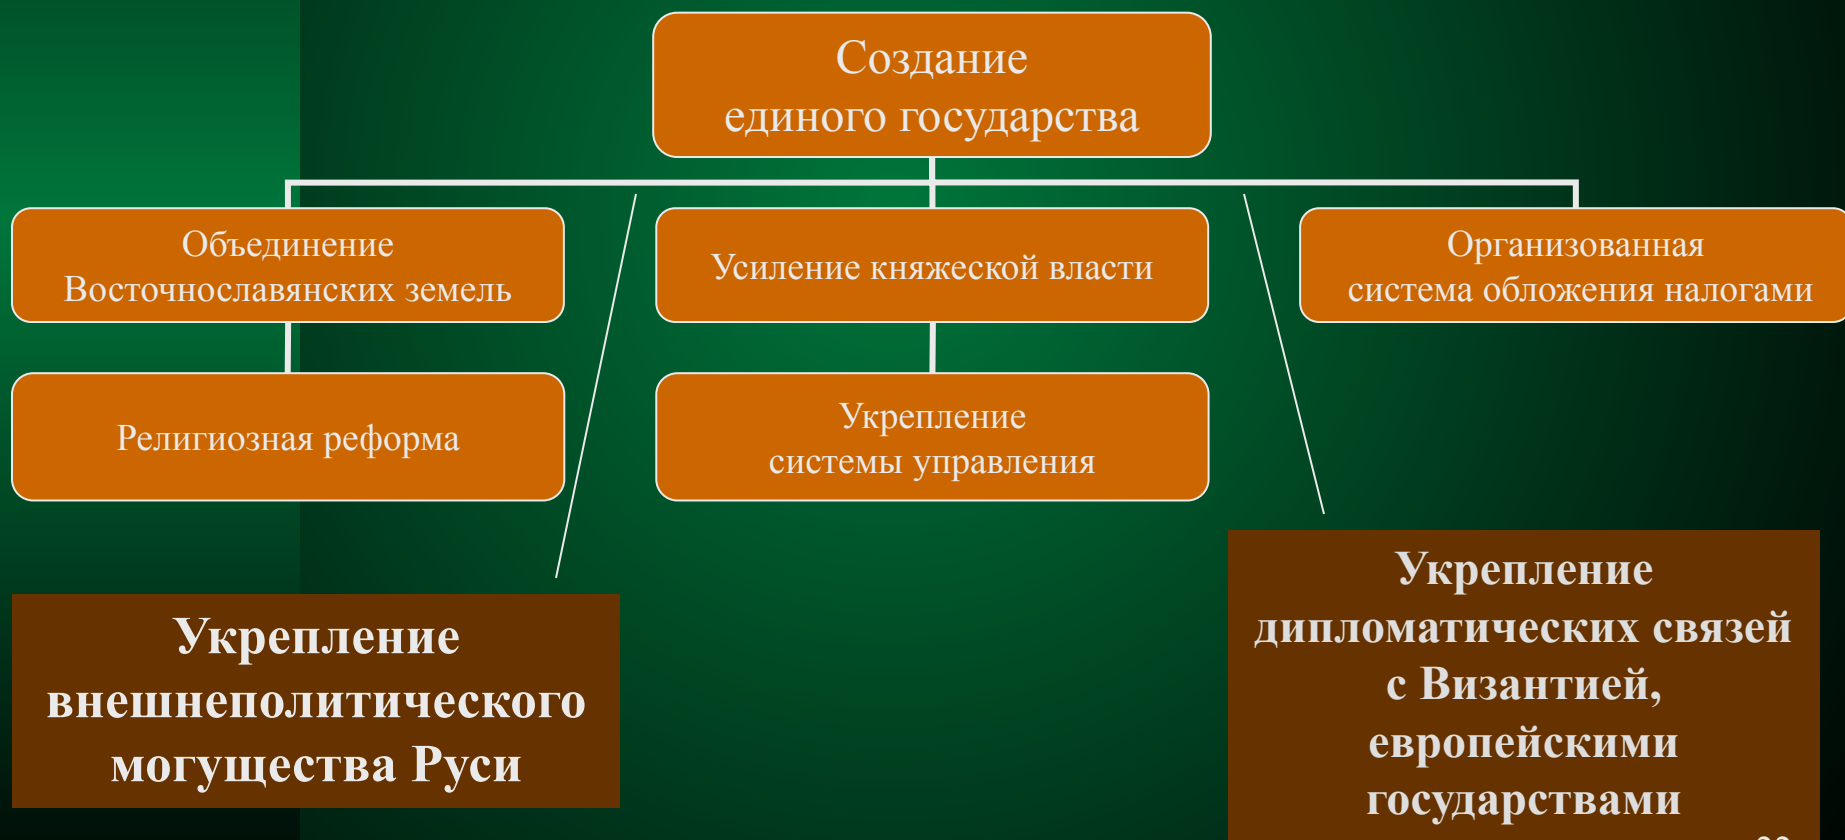 Создание
единого государства
Объединение
Восточнославянских земель
Усиление княжеской власти
Организованная
система обложения налогами
Религиозная реформа
Укрепление
системы управления
Укрепление
внешнеполитического
могущества Руси
Укрепление
дипломатических связей
с Византией,
европейскими
государствами